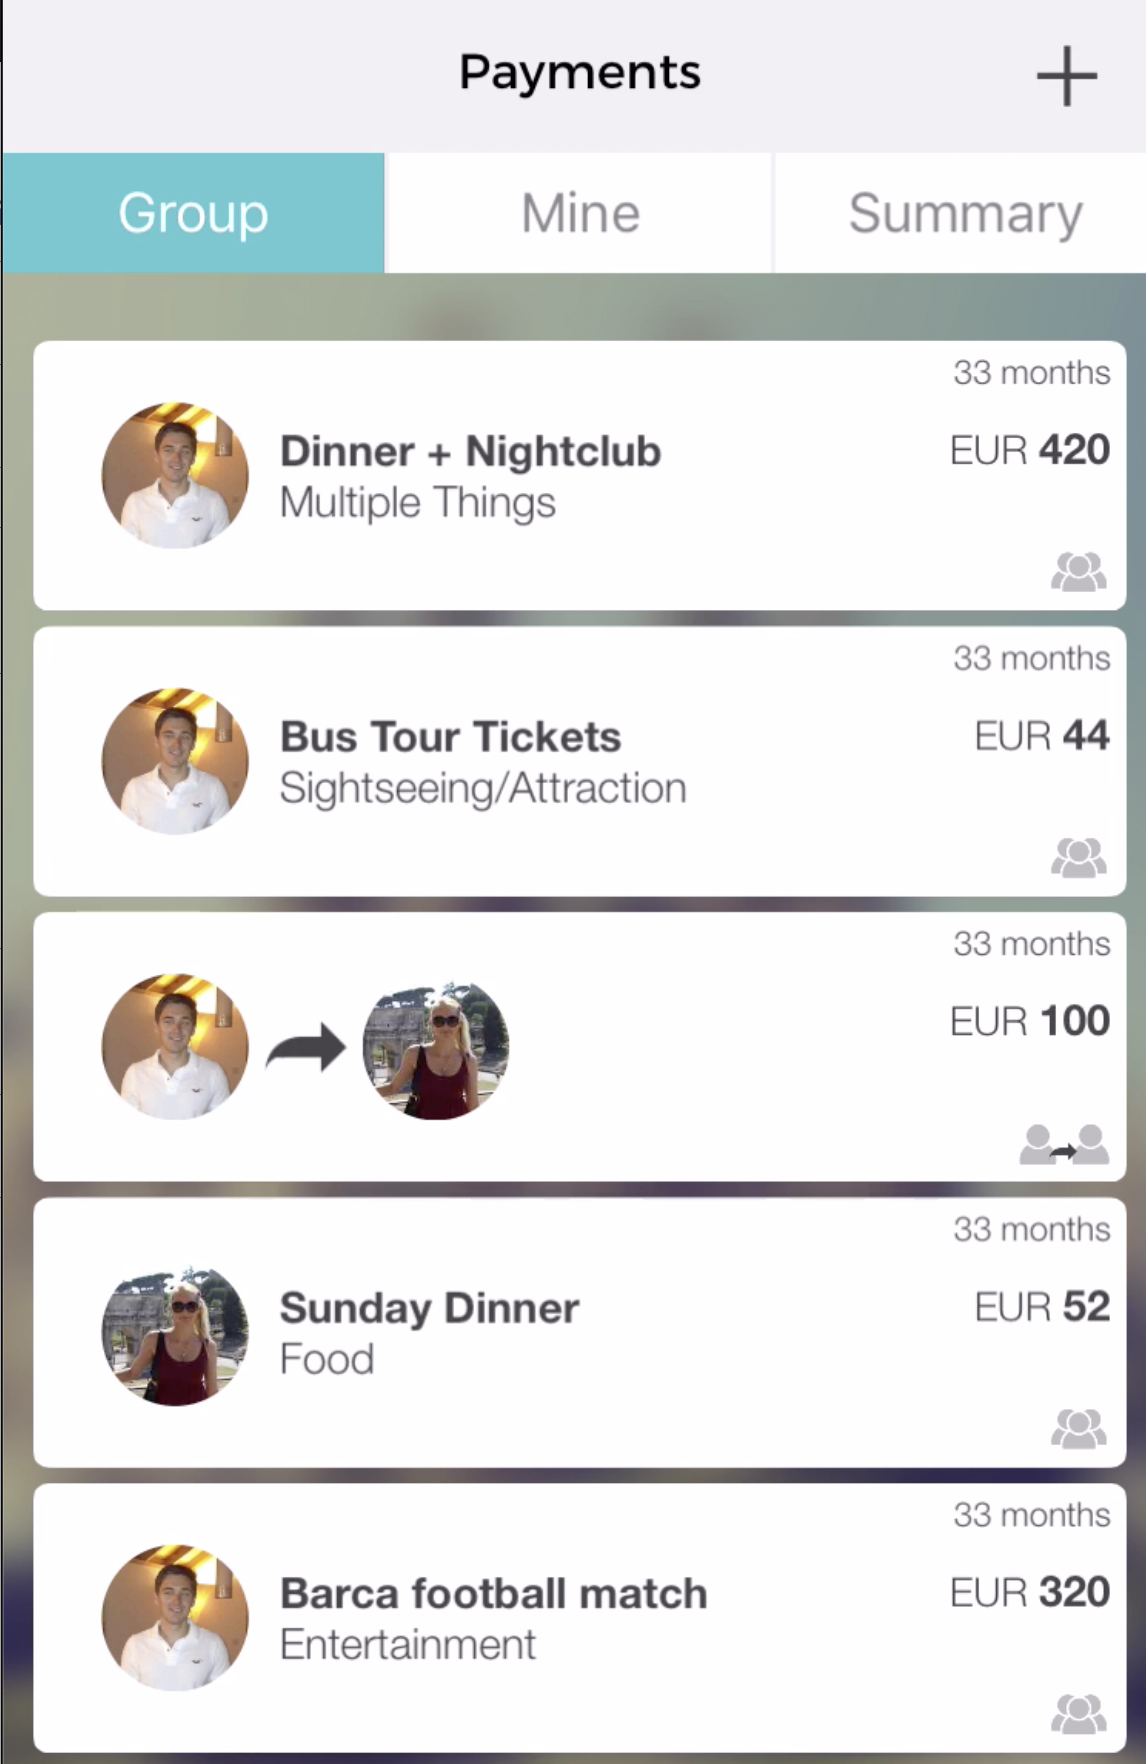 Payments
Group
Mine
Summary
33 months
Dinner + Nightclub
EUR 420
Multiple Things
33 months
Bus Tour Tickets
EUR 44
Sightseeing/Attraction
33 months
EUR 100
33 months
Sunday Dinner
EUR 52
Food
33 months
Barca football match
EUR 320
Entertainment